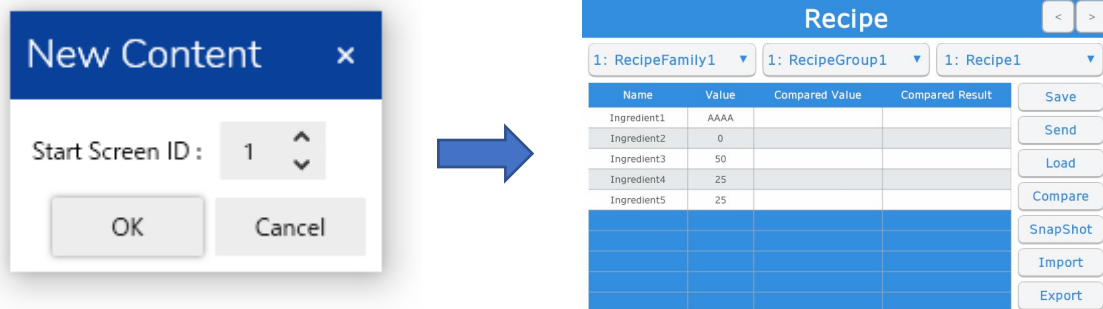 New Content ×
Start Screen ID : 1
OK Cancel
Recipe < >
1: RecipeFamily1 ▼ 1: RecipeGroup1 ▼ 1: Recipe1 ▼
Name Value Compared Value Compared Result
Ingredient1 AAAA
Ingredient2 0
Ingredient3 50
Ingredient4 25
Ingredient5 25
Save
Send
Load
Compare
SnapShot
Import
Export